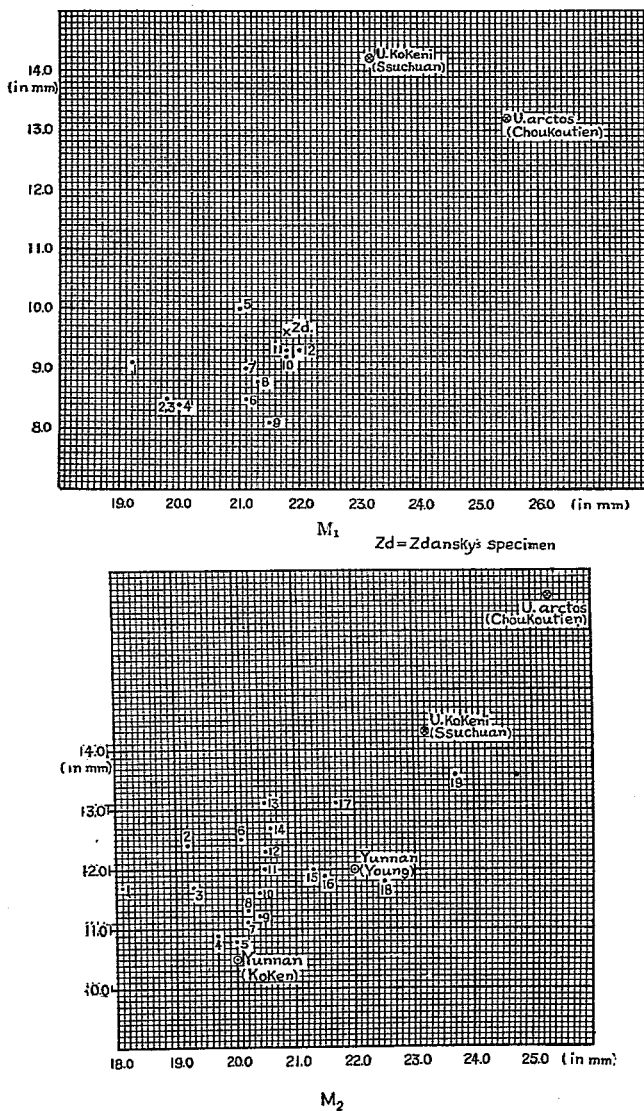 14.0
(in mm)
13.0
12.0
11.0
10.0
9.0
8.0
U.Kokeni
(Ssuchuan)
U.arctos
(Choukoutien)
5
Zd.
11
12
10
1
7
8
2,3
4
6
9
19.0 20.0 21.0 22.0 23.0 24.0 25.0 26.0 (in mm)
M₁
Zd=Zdansky's specimen
U.arctos
(Choukoutien)
U.Kokeni
(Ssuchuan)
14.0
(in mm)
13.0
12.0
11.0
10.0
19
13
17
6
14
2
12
Yunnan
(Young)
11
15
16
18
1
3
10
8
9
7
4
5
Yunnan
(Koken)
18.0 19.0 20.0 21.0 22.0 23.0 24.0 25.0 (in mm)
M₂